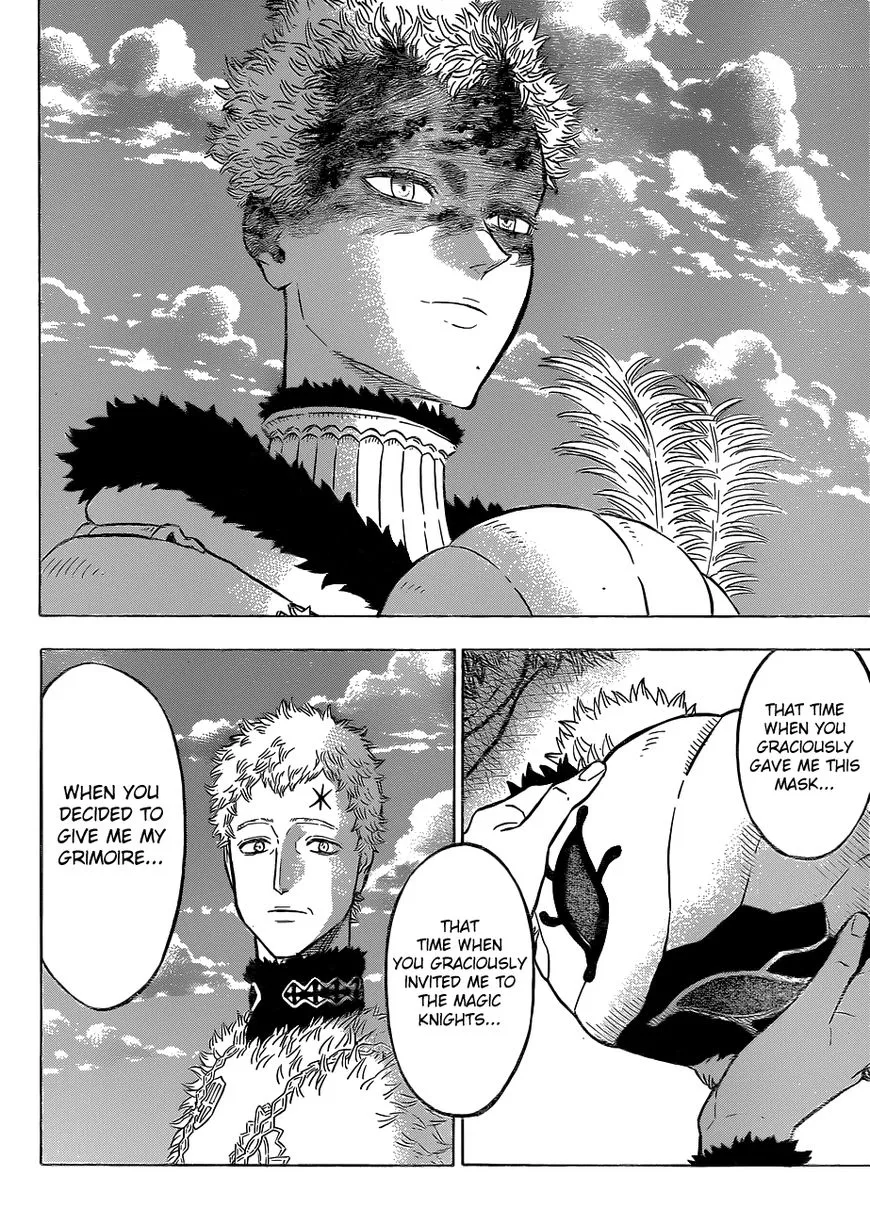 THAT TIME
WHEN YOU
GRACIOUSLY
GAVE ME THIS
MASK...
THAT
TIME WHEN
YOU GRACIOUSLY
INVITED ME TO
THE MAGIC
KNIGHTS...
WHEN YOU
DECIDED TO
GIVE ME MY
GRIMOIRE...